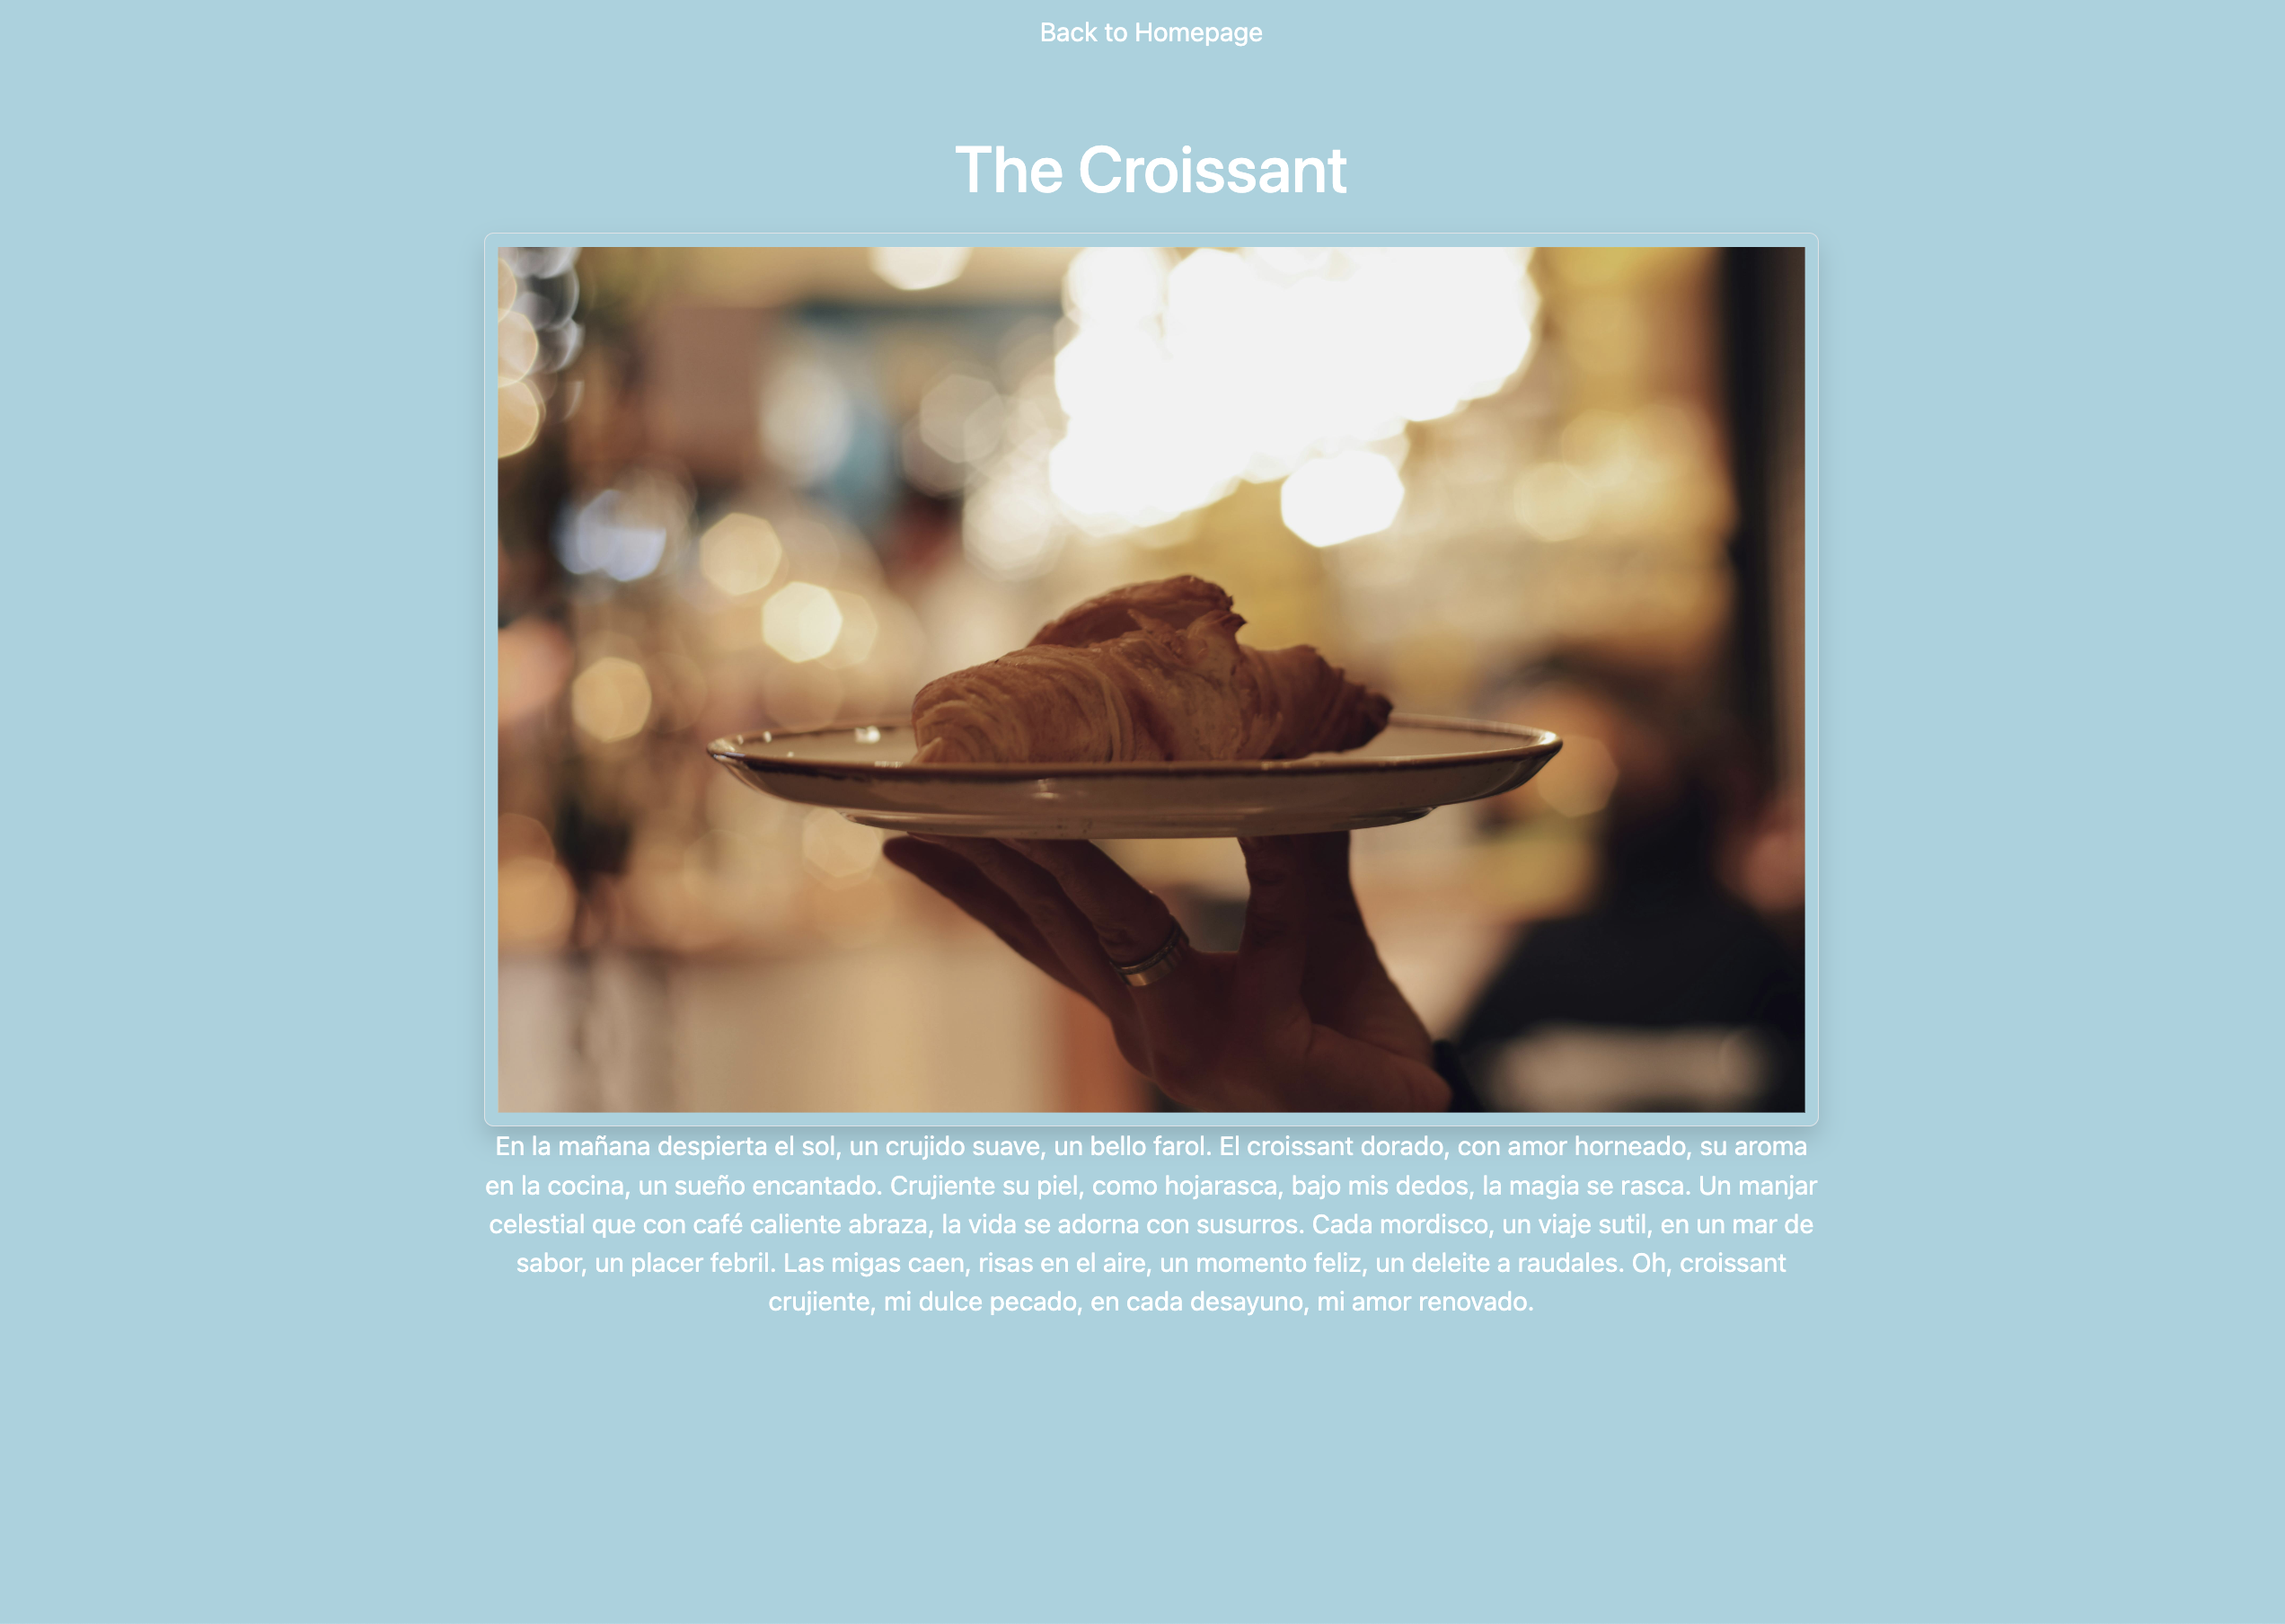 Back to Homepage
The Croissant
En la mañana despierta el sol, un crujido suave, un bello farol. El croissant dorado, con amor horneado, su aroma
en la cocina, un sueño encantado. Crujiente su piel, como hojarasca, bajo mis dedos, la magia se rasca. Un manjar
celestial que con café caliente abraza, la vida se adorna con susurros. Cada mordisco, un viaje sutil, en un mar de
sabor, un placer febril. Las migas caen, risas en el aire, un momento feliz, un deleite a raudales. Oh, croissant
crujiente, mi dulce pecado, en cada desayuno, mi amor renovado.